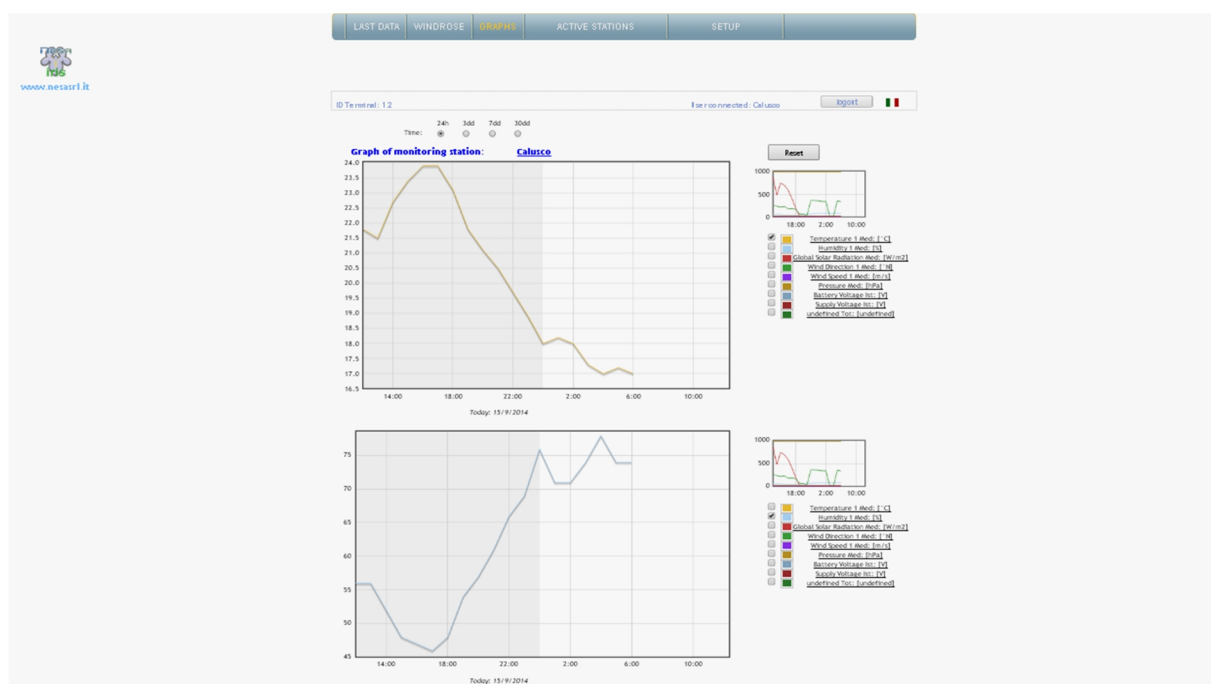 LAST DATA WINDROSE GRAPHS ACTIVE STATIONS SETUP
www.nesasrl.it
ID Terminal: 12 User connected: Calusco logout
24h 3dd 7dd 30dd
Time:
Graph of monitoring station: Calusco
Reset
24.0
23.5
23.0
22.5
22.0
21.5
21.0
20.5
20.0
19.5
19.0
18.5
18.0
17.5
17.0
16.5
14:00 18:00 22:00 2:00 6:00 10:00
Today: 15/9/2014
1000
500
0
18:00 2:00 10:00
Temperature 1 Med: [°C]
Humidity 1 Med: [%]
Global Solar Radiation Med: [W/m2]
Wind Direction 1 Med: [°N]
Wind Speed 1 Med: [m/s]
Pressure Med: [hPa]
Battery Voltage Ist: [V]
Supply Voltage Ist: [V]
undefined Tot: [undefined]
75
70
65
60
55
50
45
14:00 18:00 22:00 2:00 6:00 10:00
Today: 15/9/2014
1000
500
0
18:00 2:00 10:00
Temperature 1 Med: [°C]
Humidity 1 Med: [%]
Global Solar Radiation Med: [W/m2]
Wind Direction 1 Med: [°N]
Wind Speed 1 Med: [m/s]
Pressure Med: [hPa]
Battery Voltage Ist: [V]
Supply Voltage Ist: [V]
undefined Tot: [undefined]